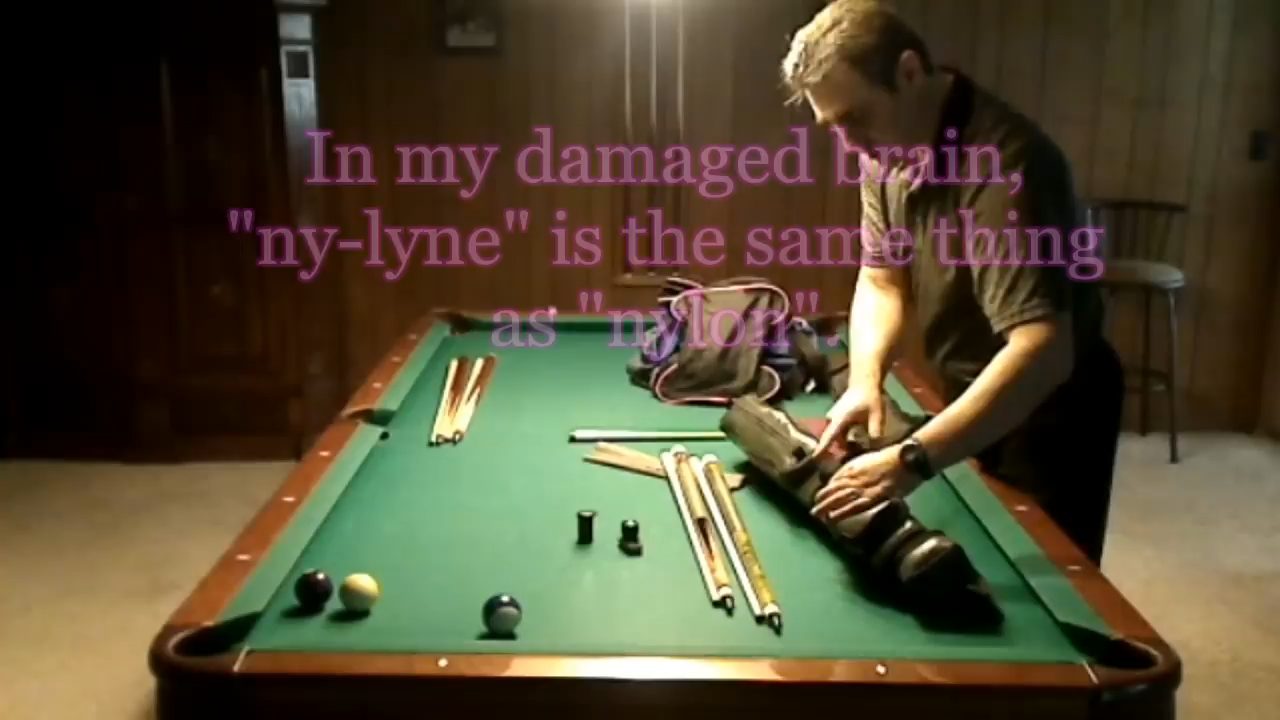 In my damaged brain,
"ny-lyne" is the same thing
as "nylon".